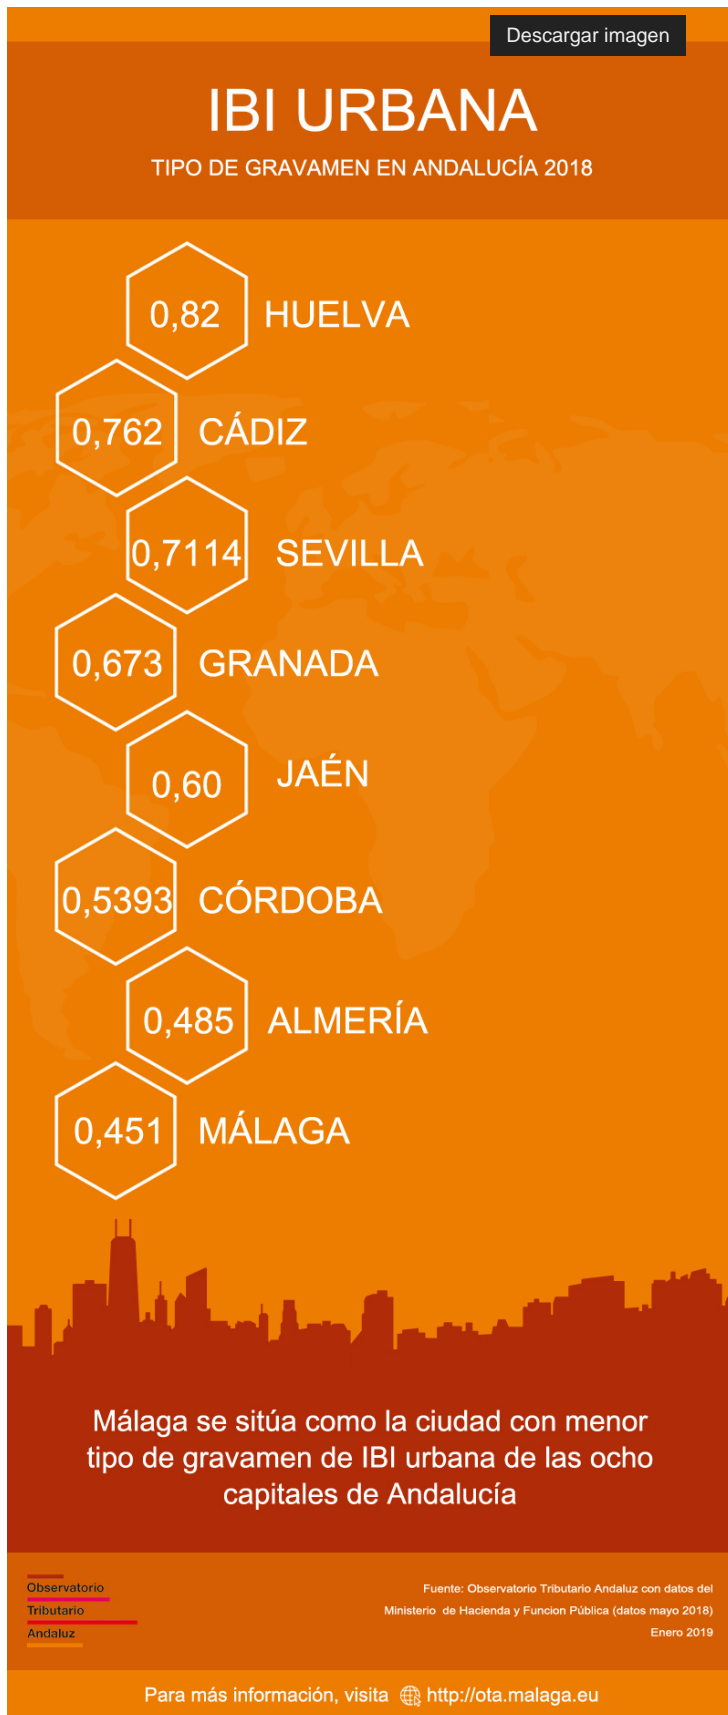 Descargar imagen
IBI URBANA
TIPO DE GRAVAMEN EN ANDALUCÍA 2018
0,82 HUELVA
0,762 CÁDIZ
0,7114 SEVILLA
0,673 GRANADA
0,60 JAÉN
0,5393 CÓRDOBA
0,485 ALMERÍA
0,451 MÁLAGA
Málaga se sitúa como la ciudad con menor
tipo de gravamen de IBI urbana de las ocho
capitales de Andalucía
Observatorio
Tributario
Andaluz
Fuente: Observatorio Tributario Andaluz con datos del
Ministerio de Hacienda y Funcion Pública (datos mayo 2018)
Enero 2019
Para más información, visita http://ota.malaga.eu